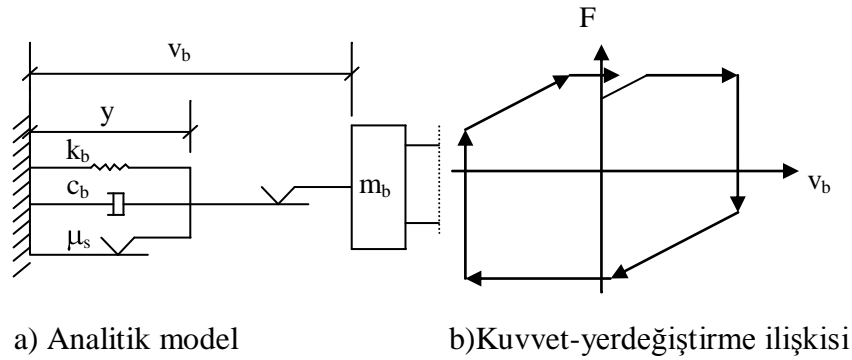 F
v_b
y
k_b
c_b
m_b
v_b
μ_s
a) Analitik model
b)Kuvvet-yerdeğiştirme ilişkisi